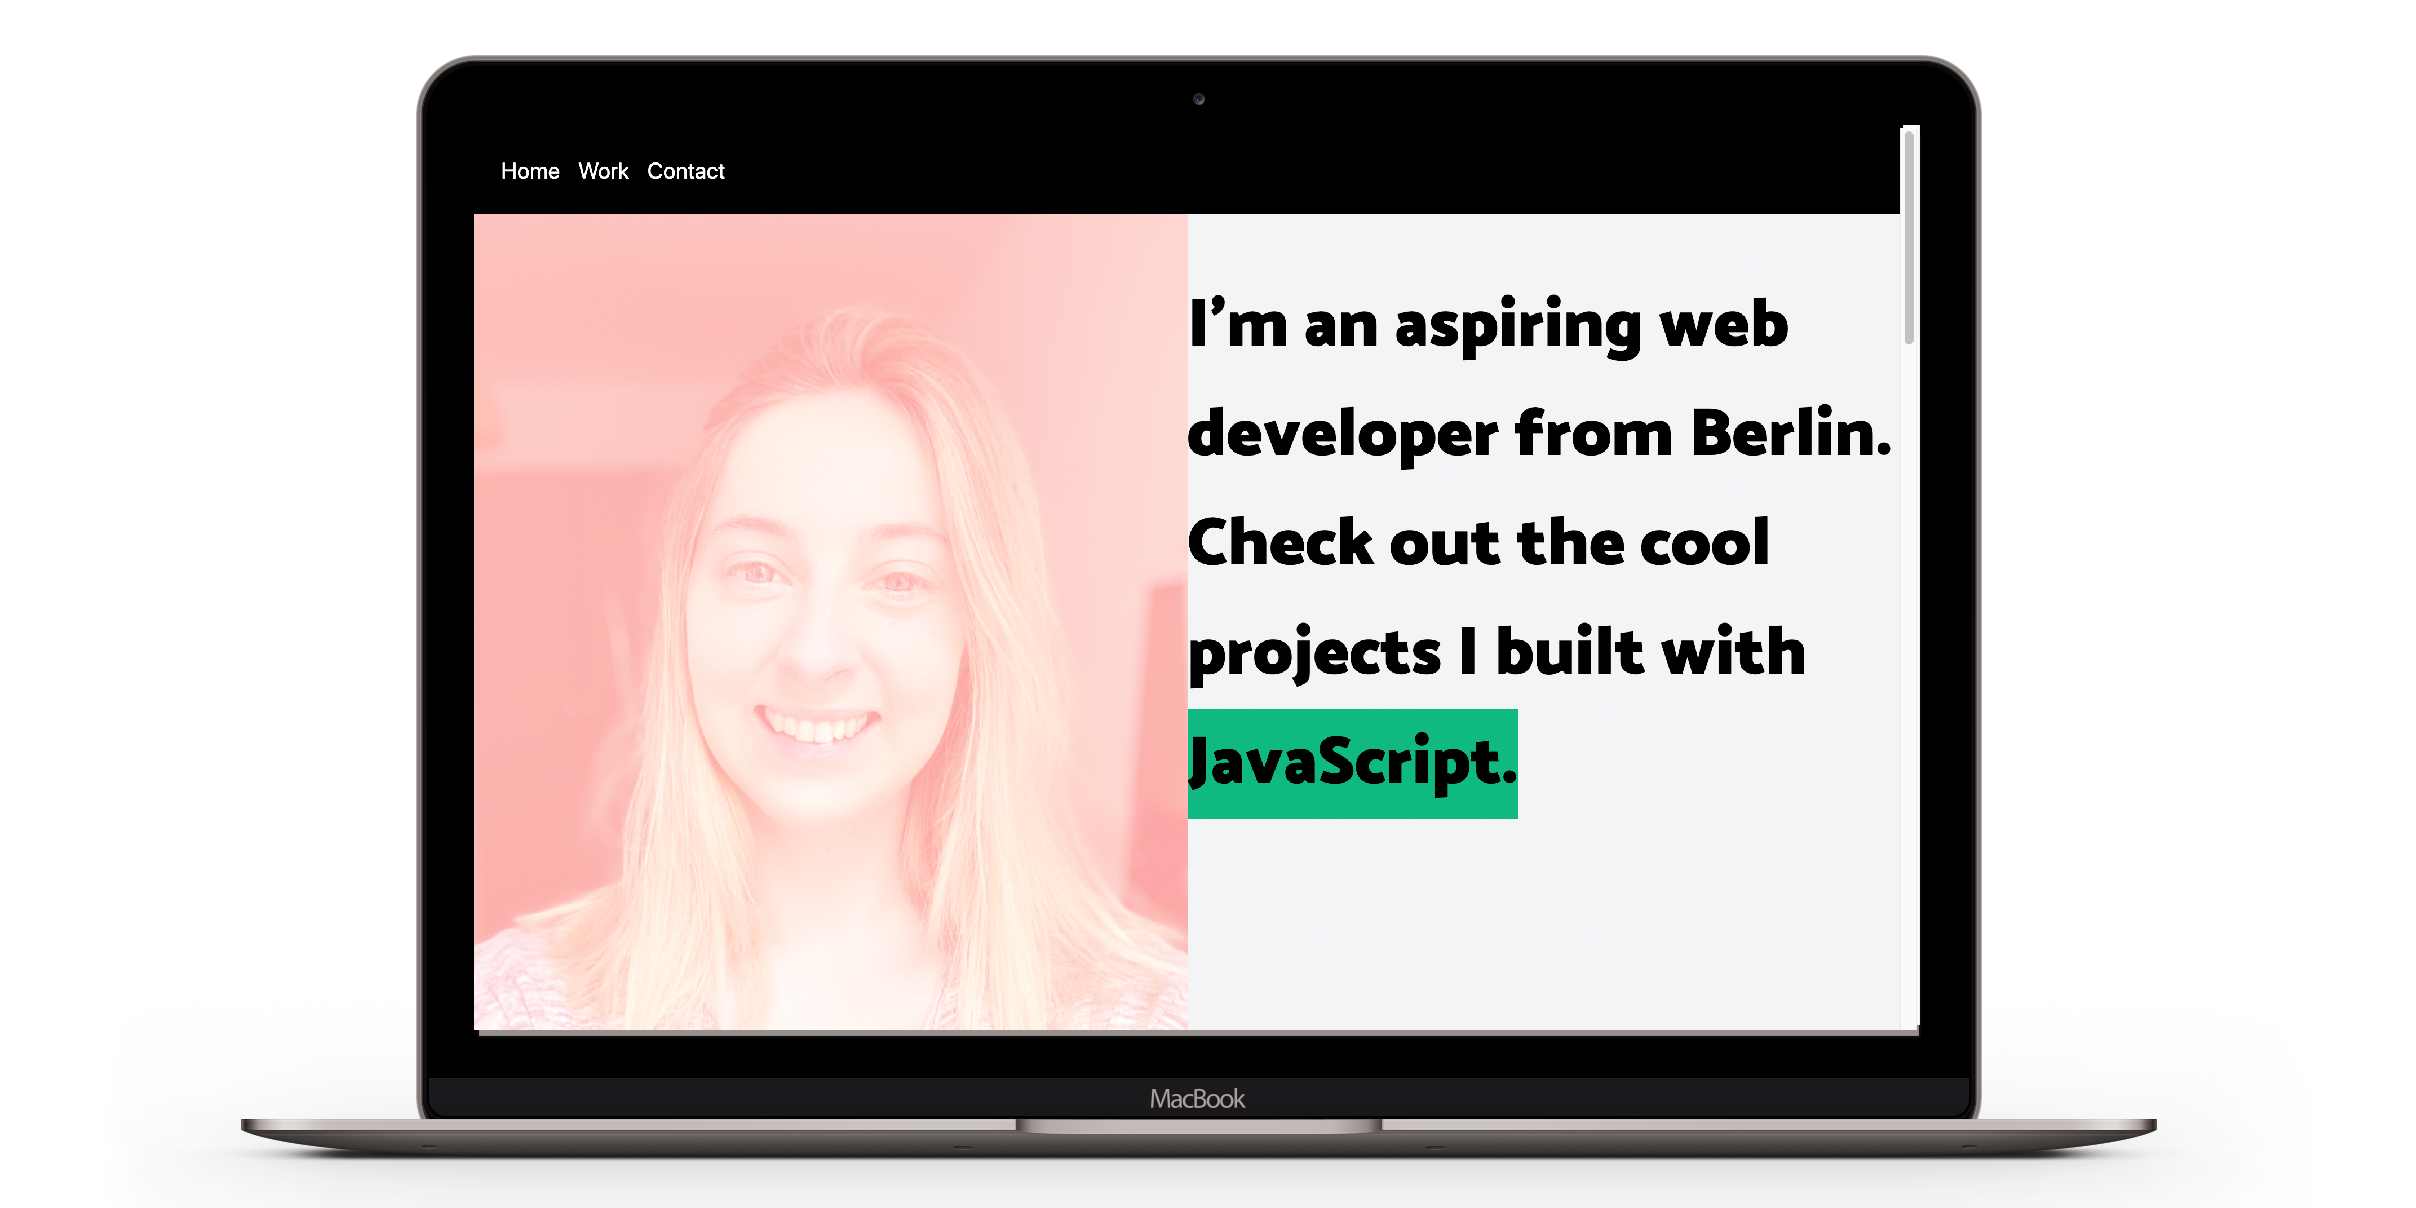 Home Work Contact
I’m an aspiring web
developer from Berlin.
Check out the cool
projects I built with
JavaScript.
MacBook